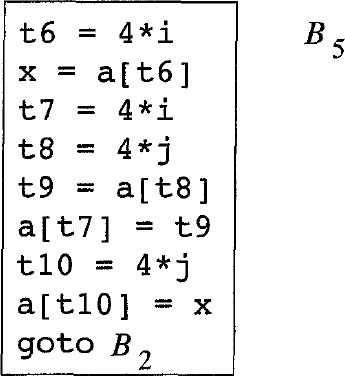 t6 = 4*i
B5
x = a[t6]
t7 = 4*i
t8 = 4*j
t9 = a[t8]
a[t7] = t9
t10 = 4*j
a[t10] = x
goto B2